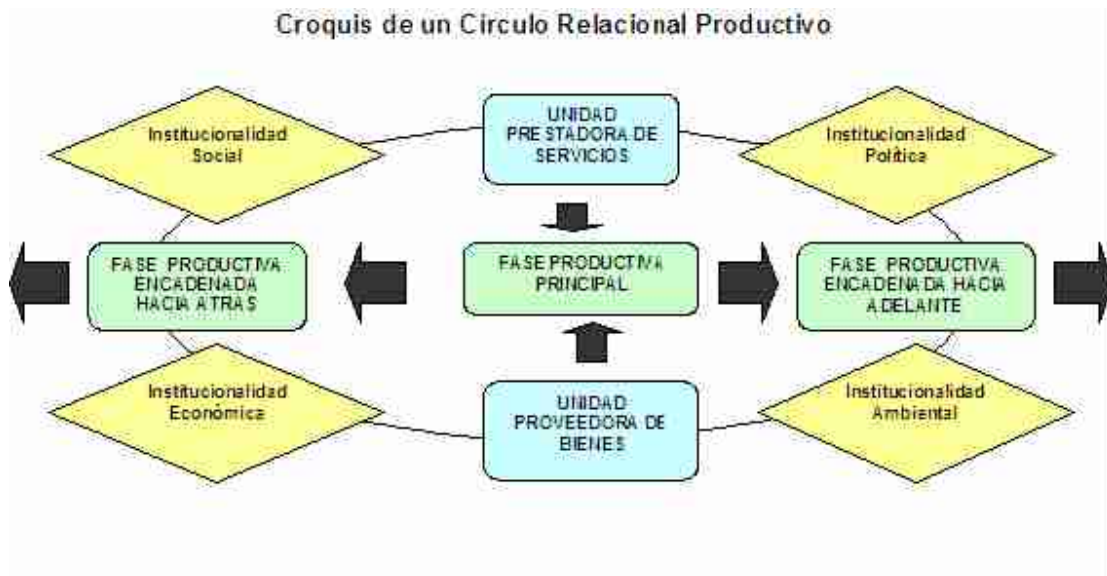 Croquis de un Círculo Relacional Productivo
Institucionalidad
Social
UNIDAD
PRESTADORA DE
SERVICIOS
Institucionalidad
Política
FASE PRODUCTIVA
ENCADENADA
HACIA ATRAS
FASE PRODUCTIVA
PRINCIPAL
FASE PRODUCTIVA
ENCADENADA HACIA
ADELANTE
Institucionalidad
Económica
UNIDAD
PROVEEDORA DE
BIENES
Institucionalidad
Ambiental